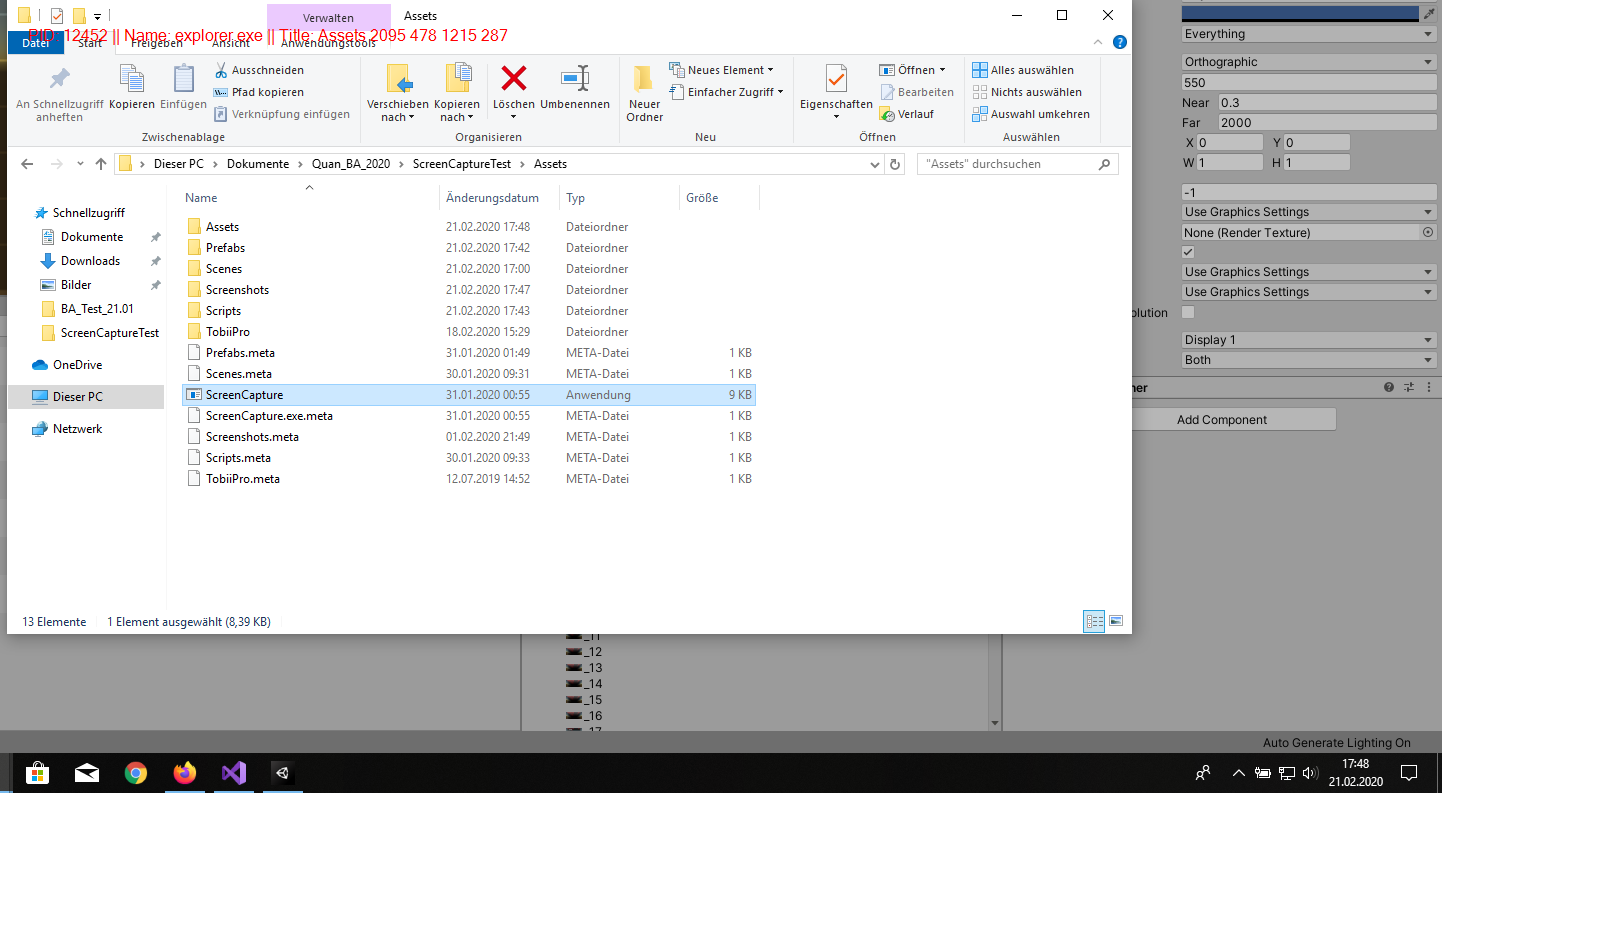 Verwalten
Assets
PID: 12452 || Name: explorer.exe || Title: Assets 2095 478 1215 287
Datei Start Freigeben Ansicht Anwendungstools
An Schnellzugriff anheften
Kopieren
Einfügen
Ausschneiden
Pfad kopieren
Verknüpfung einfügen
Zwischenablage
Verschieben nach
Kopieren nach
Löschen
Umbenennen
Organisieren
Neuer Ordner
Neues Element
Einfacher Zugriff
Neu
Eigenschaften
Öffnen
Bearbeiten
Verlauf
Öffnen
Alles auswählen
Nichts auswählen
Auswahl umkehren
Auswählen
Dieser PC > Dokumente > Quan_BA_2020 > ScreenCaptureTest > Assets
"Assets" durchsuchen
Schnellzugriff
Dokumente
Downloads
Bilder
BA_Test_21.01
ScreenCaptureTest
OneDrive
Dieser PC
Netzwerk
Name Änderungsdatum Typ Größe
Assets 21.02.2020 17:48 Dateiordner
Prefabs 21.02.2020 17:42 Dateiordner
Scenes 21.02.2020 17:00 Dateiordner
Screenshots 21.02.2020 17:47 Dateiordner
Scripts 21.02.2020 17:43 Dateiordner
TobiiPro 18.02.2020 15:29 Dateiordner
Prefabs.meta 31.01.2020 01:49 META-Datei 1 KB
Scenes.meta 30.01.2020 09:31 META-Datei 1 KB
ScreenCapture 31.01.2020 00:55 Anwendung 9 KB
ScreenCapture.exe.meta 31.01.2020 00:55 META-Datei 1 KB
Screenshots.meta 01.02.2020 21:49 META-Datei 1 KB
Scripts.meta 30.01.2020 09:33 META-Datei 1 KB
TobiiPro.meta 12.07.2019 14:52 META-Datei 1 KB
13 Elemente 1 Element ausgewählt (8,39 KB)
Everything
Orthographic
550
Near 0.3
Far 2000
X 0 Y 0
W 1 H 1
-1
Use Graphics Settings
None (Render Texture)
Use Graphics Settings
Use Graphics Settings
olution
Display 1
Both
ner
Add Component
_11
_12
_13
_14
_15
_16
_17
Auto Generate Lighting On
17:48
21.02.2020